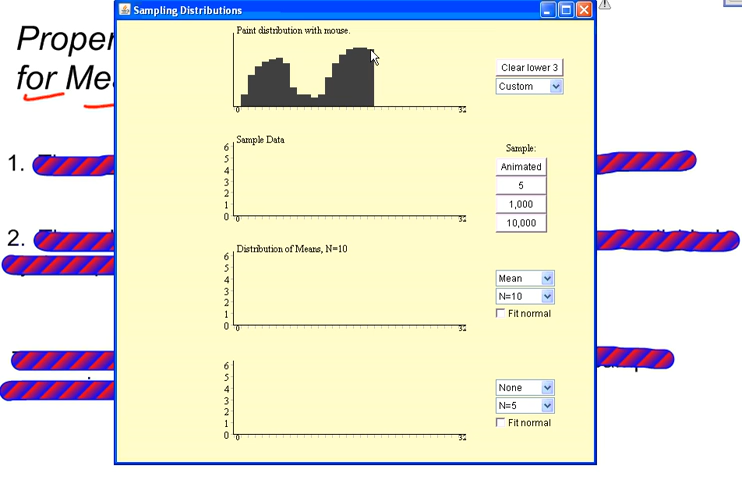 Sampling Distributions
Proper
for Me
Paint distribution with mouse.
Clear lower 3
Custom
0 32
Sample Data
Sample:
6
5
4
3
2
1
0
0 32
Animated
5
1,000
10,000
1.
2.
Distribution of Means, N=10
6
5
4
3
2
1
0
0 32
Mean
N=10
Fit normal
6
5
4
3
2
1
0
0 32
None
N=5
Fit normal